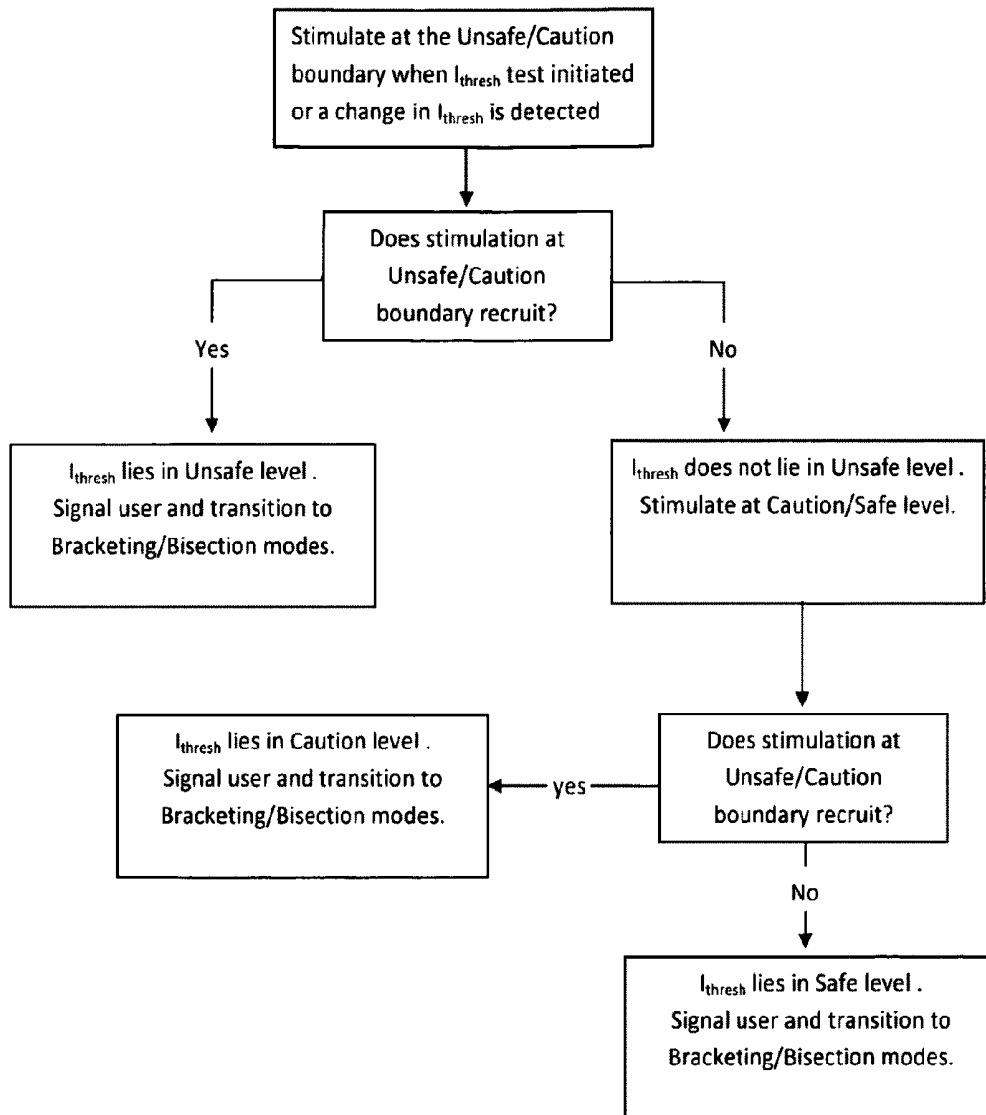 Stimulate at the Unsafe/Caution
boundary when Ithresh test initiated
or a change in Ithresh is detected
Does stimulation at
Unsafe/Caution
boundary recruit?
Yes
No
Ithresh lies in Unsafe level .
Signal user and transition to
Bracketing/Bisection modes.
Ithresh does not lie in Unsafe level .
Stimulate at Caution/Safe level.
Ithresh lies in Caution level .
Signal user and transition to
Bracketing/Bisection modes.
yes
Does stimulation at
Unsafe/Caution
boundary recruit?
No
Ithresh lies in Safe level .
Signal user and transition to
Bracketing/Bisection modes.